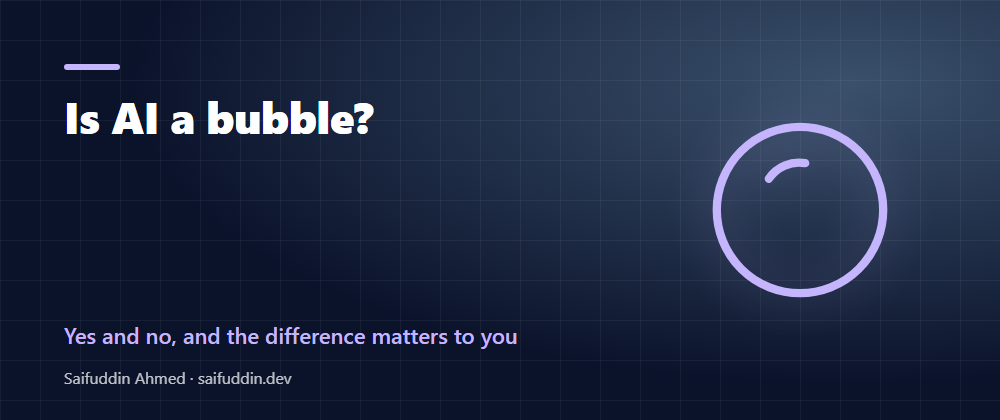 Is AI a bubble?
Yes and no, and the difference matters to you
Saifuddin Ahmed · saifuddin.dev